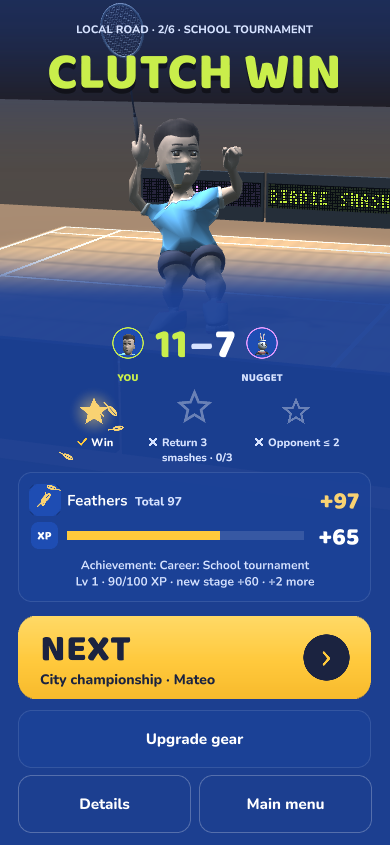 LOCAL ROAD · 2/6 · SCHOOL TOURNAMENT
CLUTCH WIN
BIRDIE SMASH
11–7
YOU
NUGGET
Win
Return 3
smashes · 0/3
Opponent ≤ 2
Feathers Total 97 +97
XP +65
Achievement: Career: School tournament
Lv 1 · 90/100 XP · new stage +60 · +2 more
NEXT
City championship · Mateo
Upgrade gear
Details
Main menu